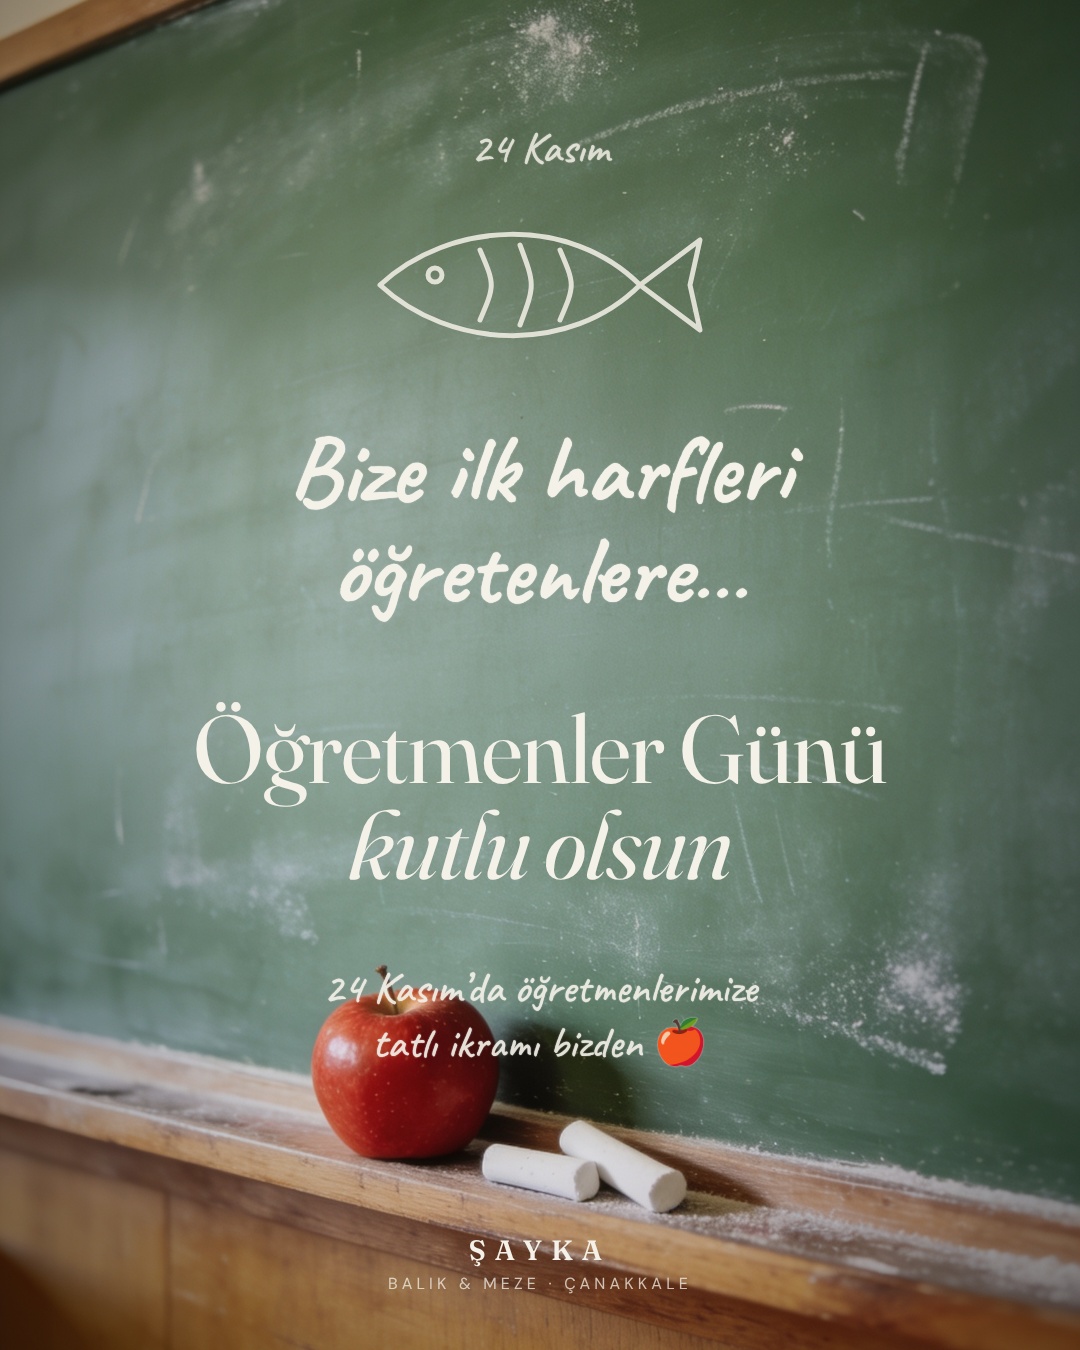 24 Kasım
Bize ilk harfleri
öğretenlere...
Öğretmenler Günü
kutlu olsun
24 Kasım'da öğretmenlerimize
tatlı ikramı bizden 🍎
ŞAYKA
BALIK & MEZE · ÇANAKKALE